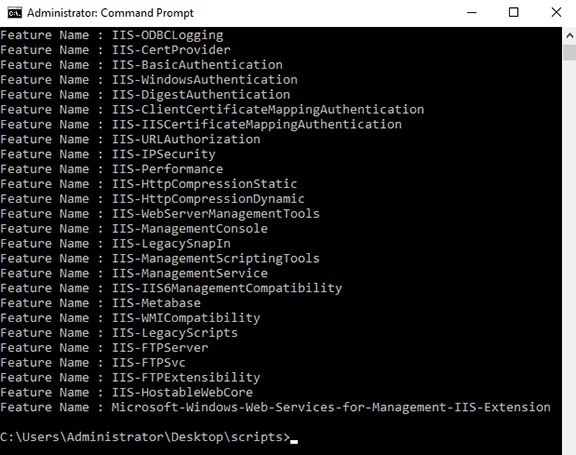 Administrator: Command Prompt
Feature Name : IIS-ODBCLogging
Feature Name : IIS-CertProvider
Feature Name : IIS-BasicAuthentication
Feature Name : IIS-WindowsAuthentication
Feature Name : IIS-DigestAuthentication
Feature Name : IIS-ClientCertificateMappingAuthentication
Feature Name : IIS-IISCertificateMappingAuthentication
Feature Name : IIS-URLAuthorization
Feature Name : IIS-IPSecurity
Feature Name : IIS-Performance
Feature Name : IIS-HttpCompressionStatic
Feature Name : IIS-HttpCompressionDynamic
Feature Name : IIS-WebServerManagementTools
Feature Name : IIS-ManagementConsole
Feature Name : IIS-LegacySnapIn
Feature Name : IIS-ManagementScriptingTools
Feature Name : IIS-ManagementService
Feature Name : IIS-IIS6ManagementCompatibility
Feature Name : IIS-Metabase
Feature Name : IIS-WMICompatibility
Feature Name : IIS-LegacyScripts
Feature Name : IIS-FTPServer
Feature Name : IIS-FTPSvc
Feature Name : IIS-FTPExtensibility
Feature Name : IIS-HostableWebCore
Feature Name : Microsoft-Windows-Web-Services-for-Management-IIS-Extension
C:\Users\Administrator\Desktop\scripts>